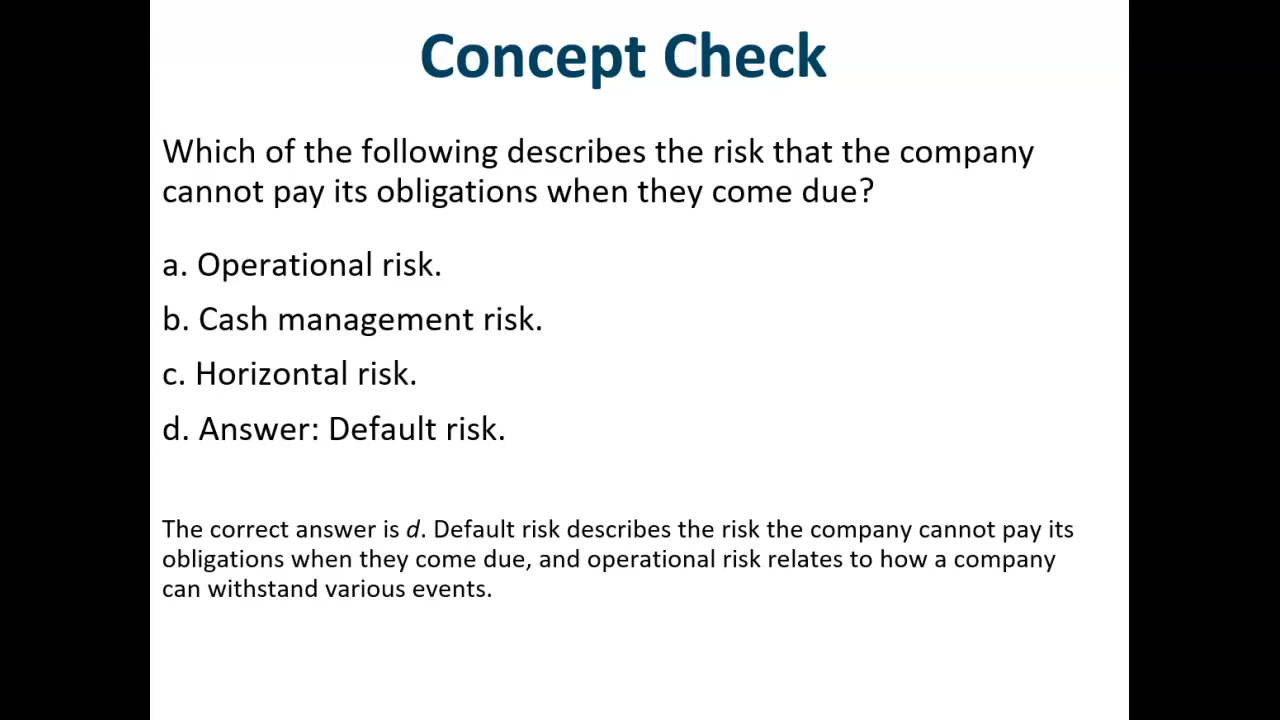 Concept Check
Which of the following describes the risk that the company
cannot pay its obligations when they come due?
a. Operational risk.
b. Cash management risk.
c. Horizontal risk.
d. Answer: Default risk.
The correct answer is d. Default risk describes the risk the company cannot pay its
obligations when they come due, and operational risk relates to how a company
can withstand various events.